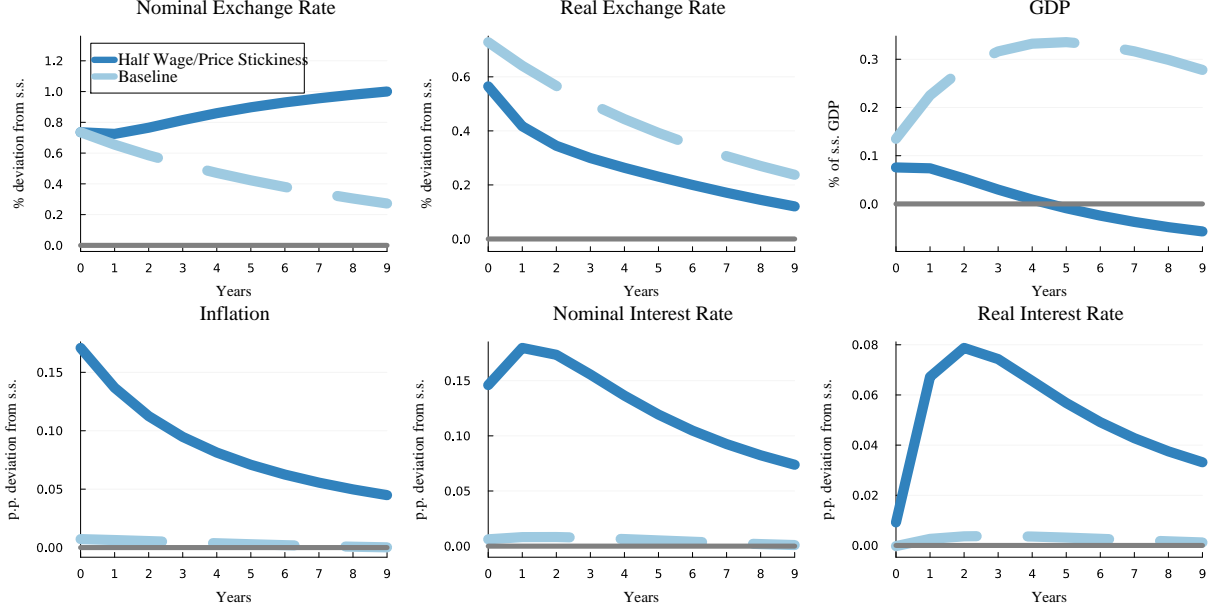 Nominal Exchange Rate
% deviation from s.s.
1.2
1.0
0.8
0.6
0.4
0.2
0.0
Half Wage/Price Stickiness
Baseline
0 1 2 3 4 5 6 7 8 9
Years
Real Exchange Rate
% deviation from s.s.
0.6
0.4
0.2
0.0
0 1 2 3 4 5 6 7 8 9
Years
GDP
% of s.s. GDP
0.3
0.2
0.1
0.0
0 1 2 3 4 5 6 7 8 9
Years
Inflation
p.p. deviation from s.s.
0.15
0.10
0.05
0.00
0 1 2 3 4 5 6 7 8 9
Years
Nominal Interest Rate
p.p. deviation from s.s.
0.15
0.10
0.05
0.00
0 1 2 3 4 5 6 7 8 9
Years
Real Interest Rate
p.p. deviation from s.s.
0.08
0.06
0.04
0.02
0.00
0 1 2 3 4 5 6 7 8 9
Years